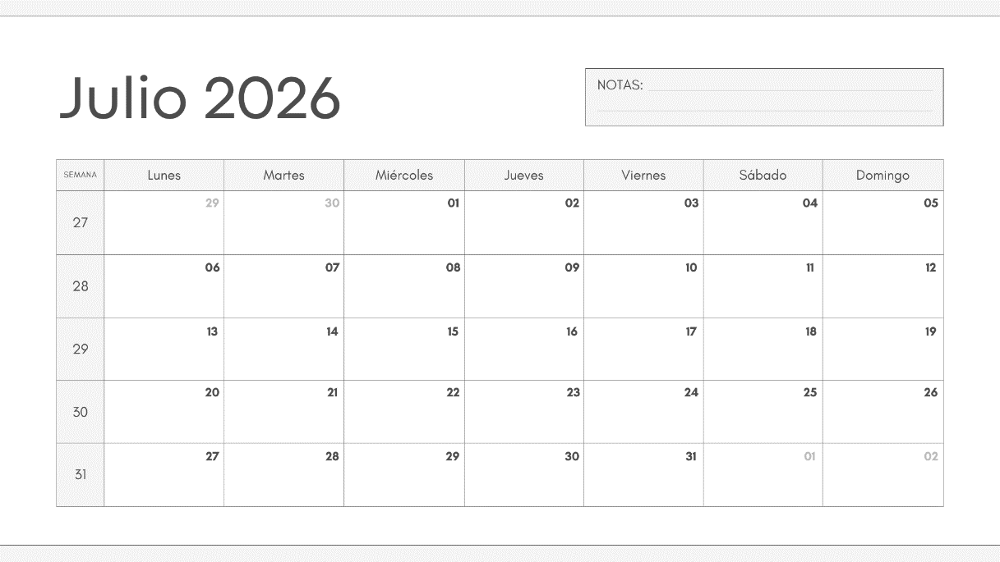 Julio 2026
NOTAS:
SEMANA Lunes Martes Miércoles Jueves Viernes Sábado Domingo
27 29 30 01 02 03 04 05
28 06 07 08 09 10 11 12
29 13 14 15 16 17 18 19
30 20 21 22 23 24 25 26
31 27 28 29 30 31 01 02